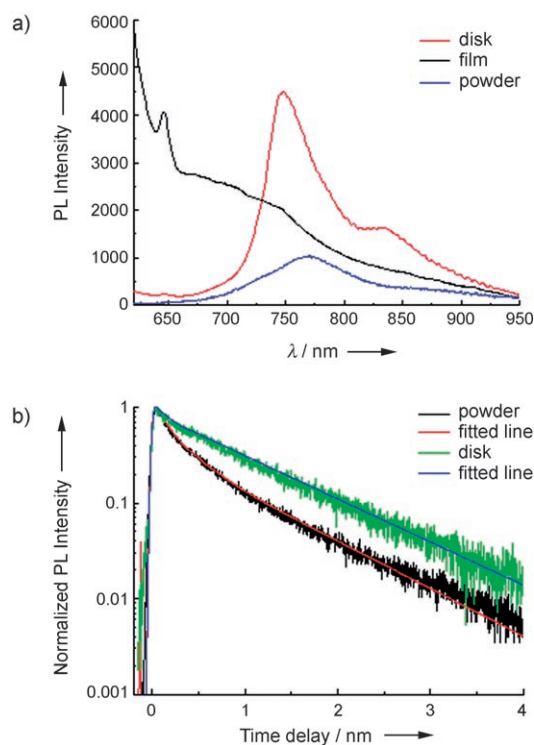 a)
6000
5000
4000
3000
2000
1000
0
PL Intensity
disk
film
powder
650 700 750 800 850 900 950
λ / nm
b)
1
0.1
0.01
0.001
Normalized PL Intensity
powder
fitted line
disk
fitted line
0 1 2 3 4
Time delay / nm